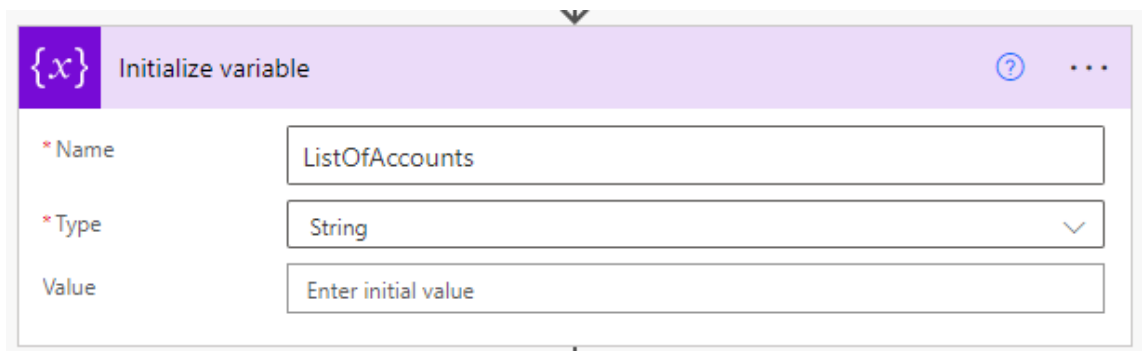 {x} Initialize variable ? ...
* Name ListOfAccounts
* Type String
Value Enter initial value